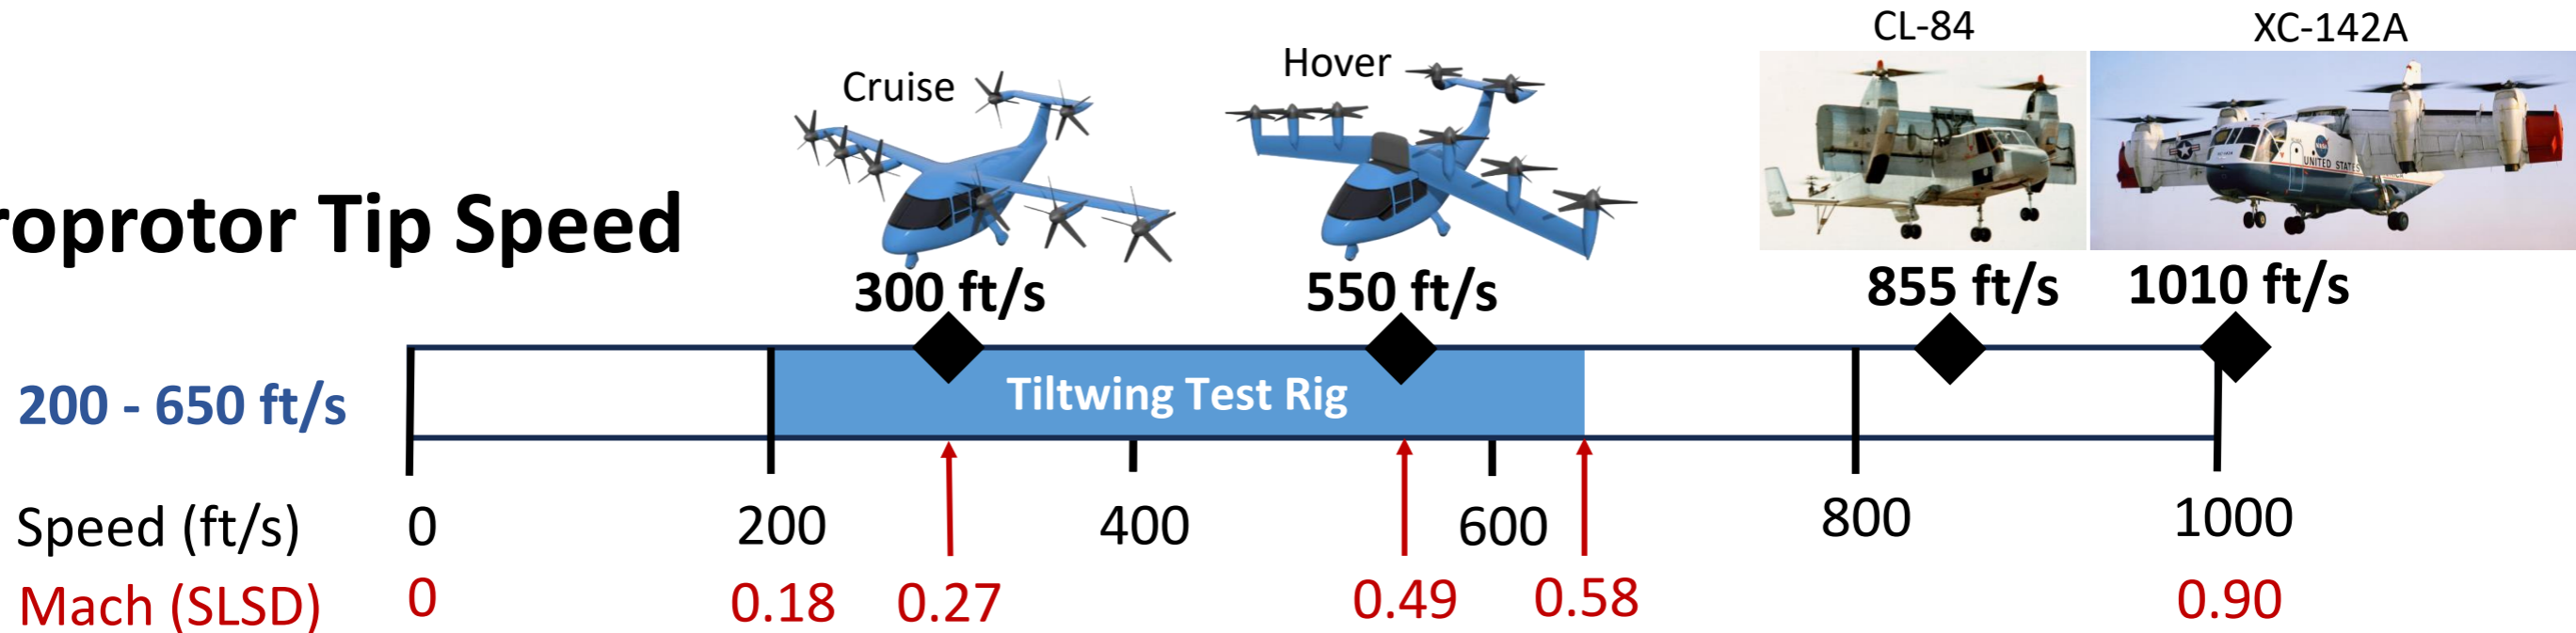 CL-84
XC-142A
Hover
Cruise
UNITED STATES
roprotor Tip Speed
300 ft/s
550 ft/s
855 ft/s
1010 ft/s
200 - 650 ft/s
Tiltwing Test Rig
Speed (ft/s)
0
200
400
600
800
1000
Mach (SLSD)
0
0.18
0.27
0.49
0.58
0.90